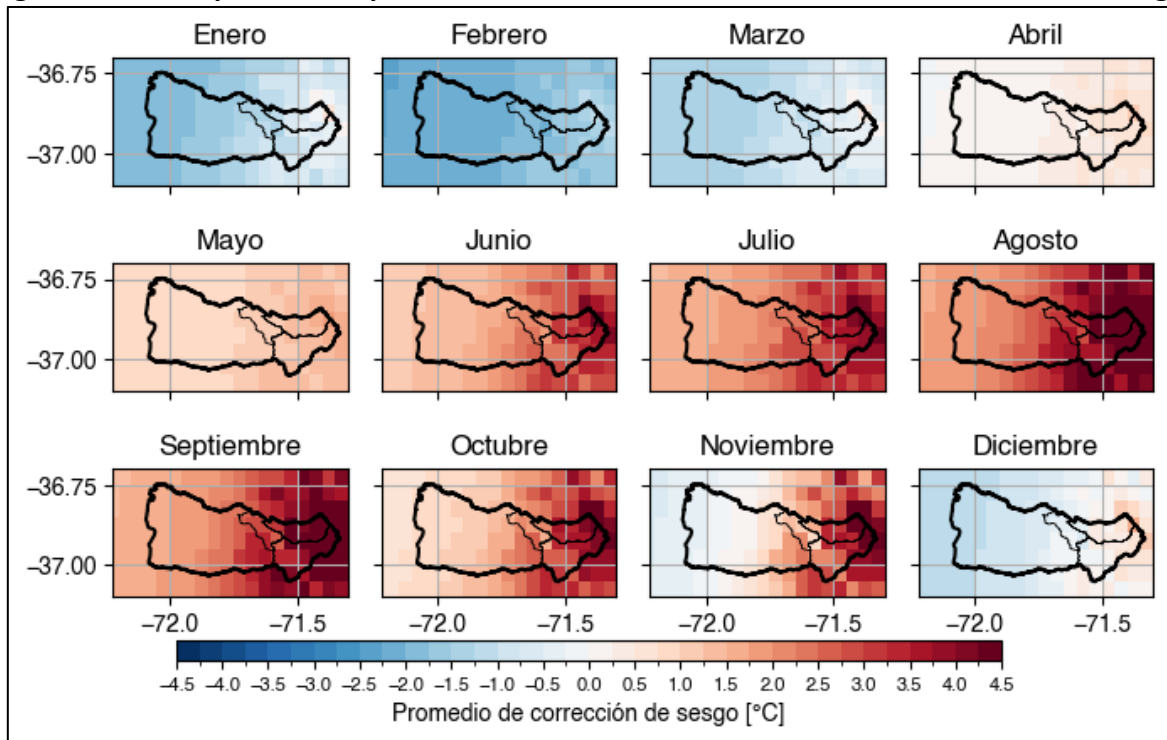 Enero Febrero Marzo Abril
−36.75
−37.00
Mayo Junio Julio Agosto
−36.75
−37.00
Septiembre Octubre Noviembre Diciembre
−36.75
−37.00
−72.0 −71.5 −72.0 −71.5 −72.0 −71.5 −72.0 −71.5
−4.5 −4.0 −3.5 −3.0 −2.5 −2.0 −1.5 −1.0 −0.5 0.0 0.5 1.0 1.5 2.0 2.5 3.0 3.5 4.0 4.5
Promedio de corrección de sesgo [°C]